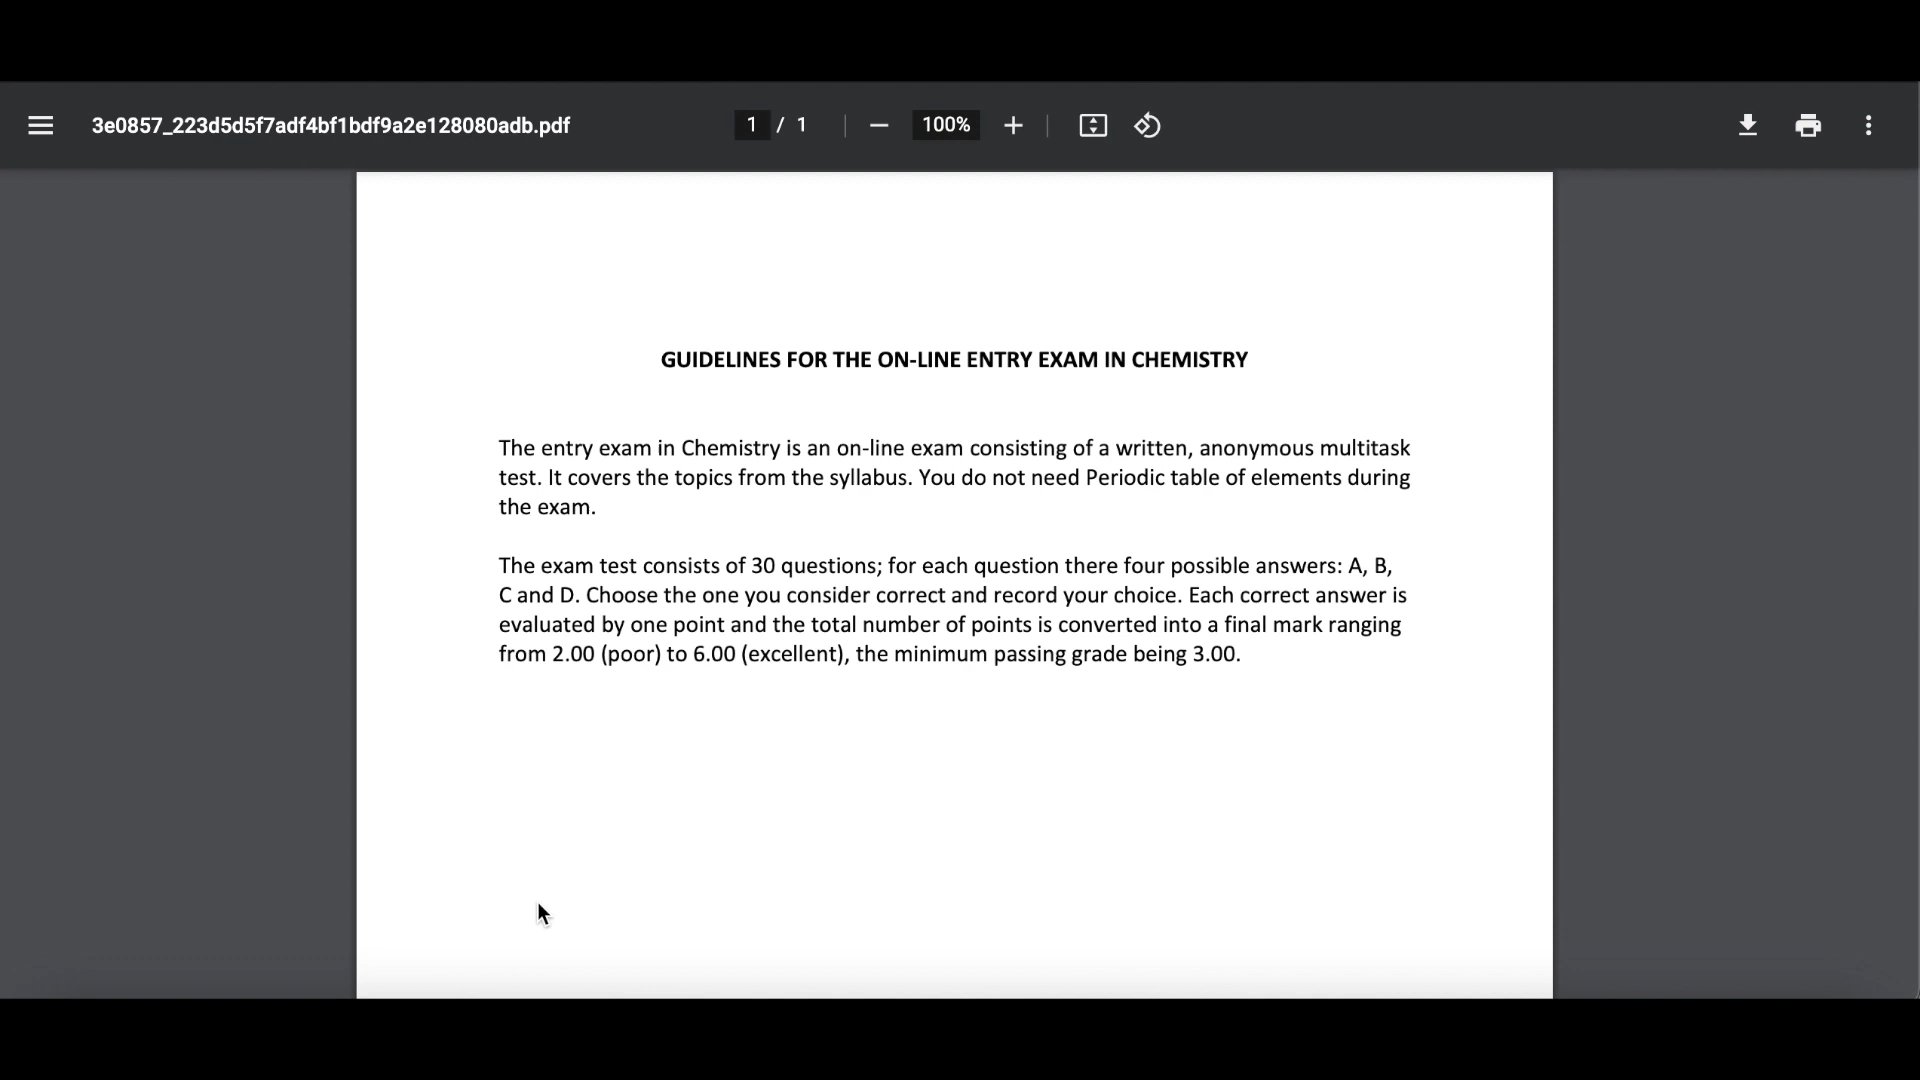 3e0857_223d5d5f7adf4bf1bdf9a2e128080adb.pdf
1 / 1
100%
GUIDELINES FOR THE ON-LINE ENTRY EXAM IN CHEMISTRY
The entry exam in Chemistry is an on-line exam consisting of a written, anonymous multitask
test. It covers the topics from the syllabus. You do not need Periodic table of elements during
the exam.
The exam test consists of 30 questions; for each question there four possible answers: A, B,
C and D. Choose the one you consider correct and record your choice. Each correct answer is
evaluated by one point and the total number of points is converted into a final mark ranging
from 2.00 (poor) to 6.00 (excellent), the minimum passing grade being 3.00.